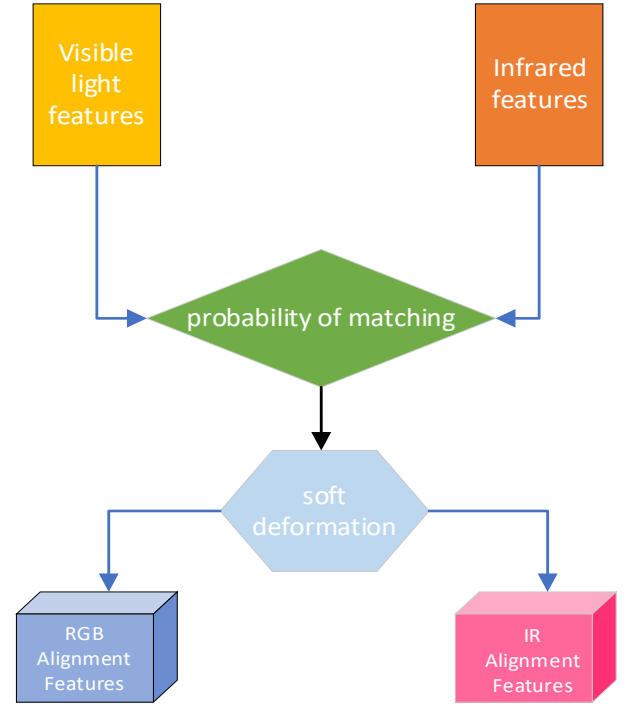 Visible
light
features
Infrared
features
probability of matching
soft
deformation
RGB
Alignment
Features
IR
Alignment
Features